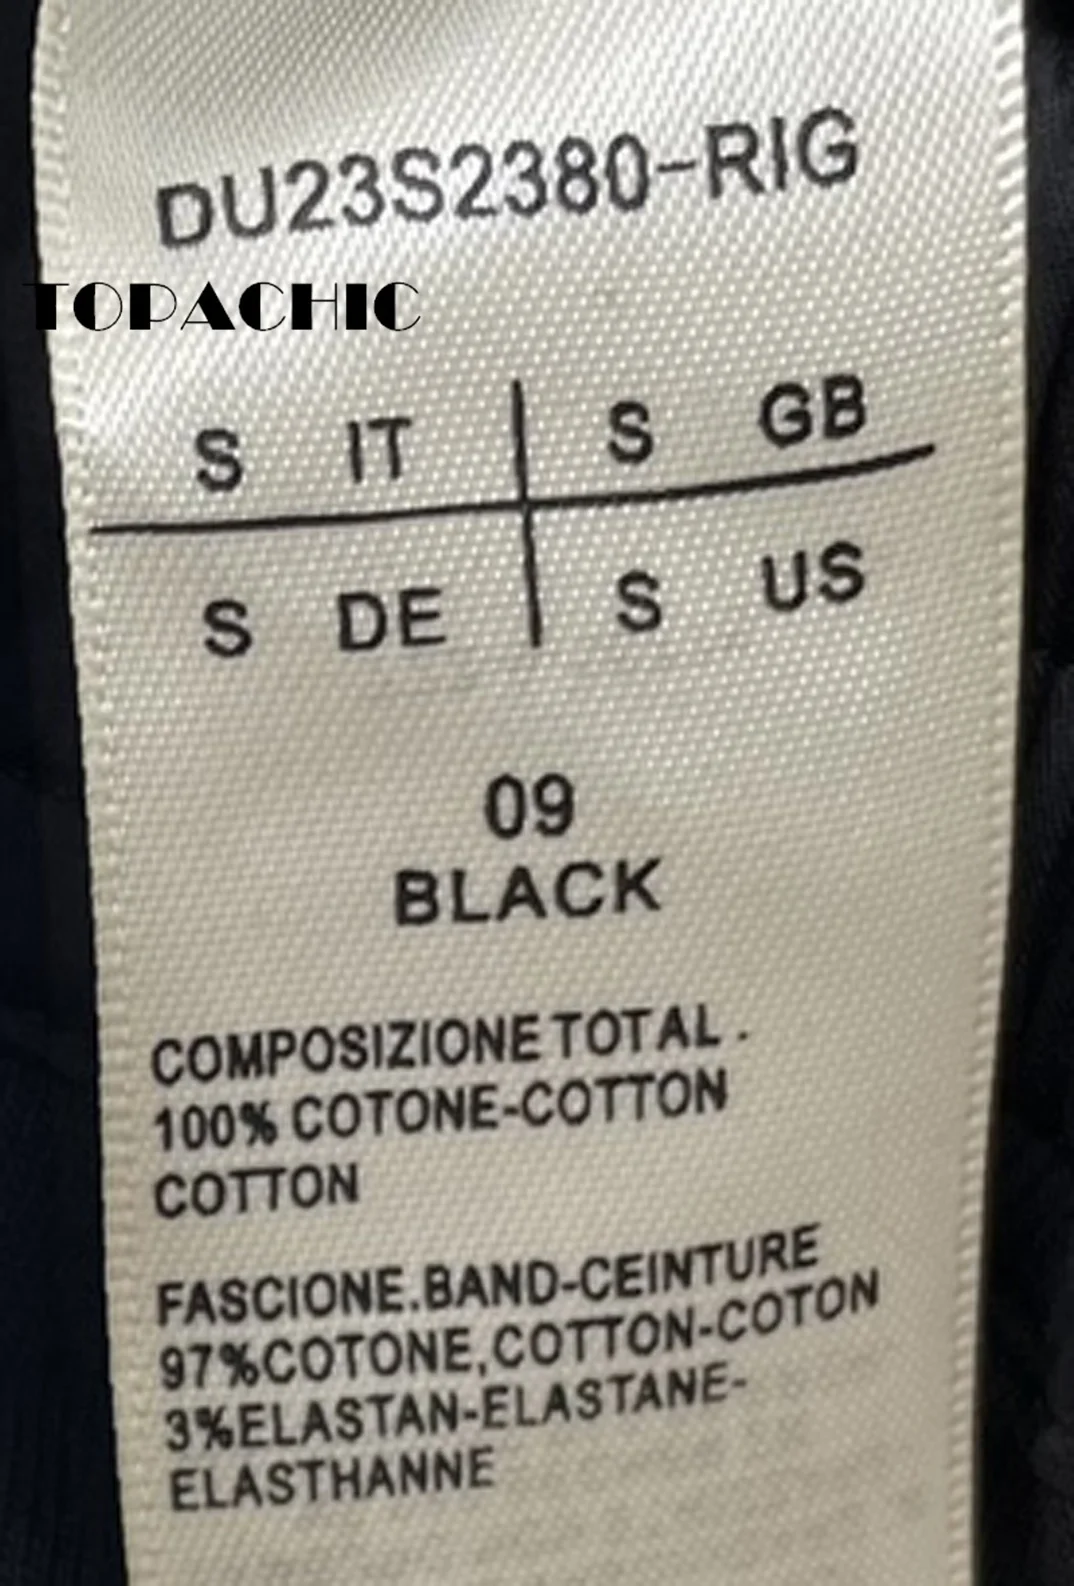 DU23S2380-RIG
TOPACHIC
S IT S GB
S DE S US
09
BLACK
COMPOSIZIONE TOTAL .
100% COTONE-COTTON
COTTON
FASCIONE.BAND-CEINTURE
97%COTONE,COTTON-COTON
3%ELASTAN-ELASTANE-
ELASTHANNE